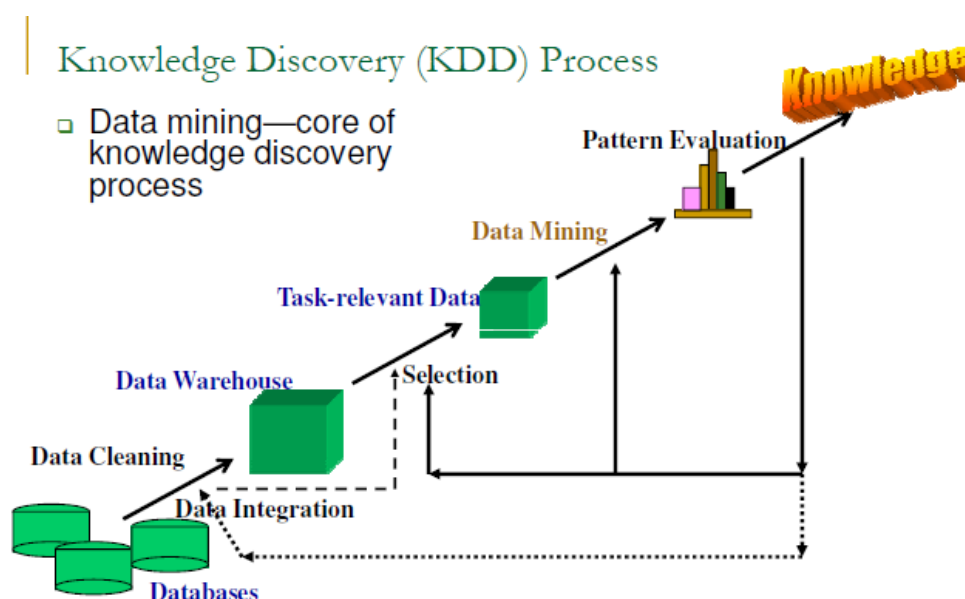 Knowledge Discovery (KDD) Process
Knowledge
Data mining—core of
knowledge discovery
process
Pattern Evaluation
Data Mining
Task-relevant Data
Selection
Data Warehouse
Data Cleaning
Data Integration
Databases